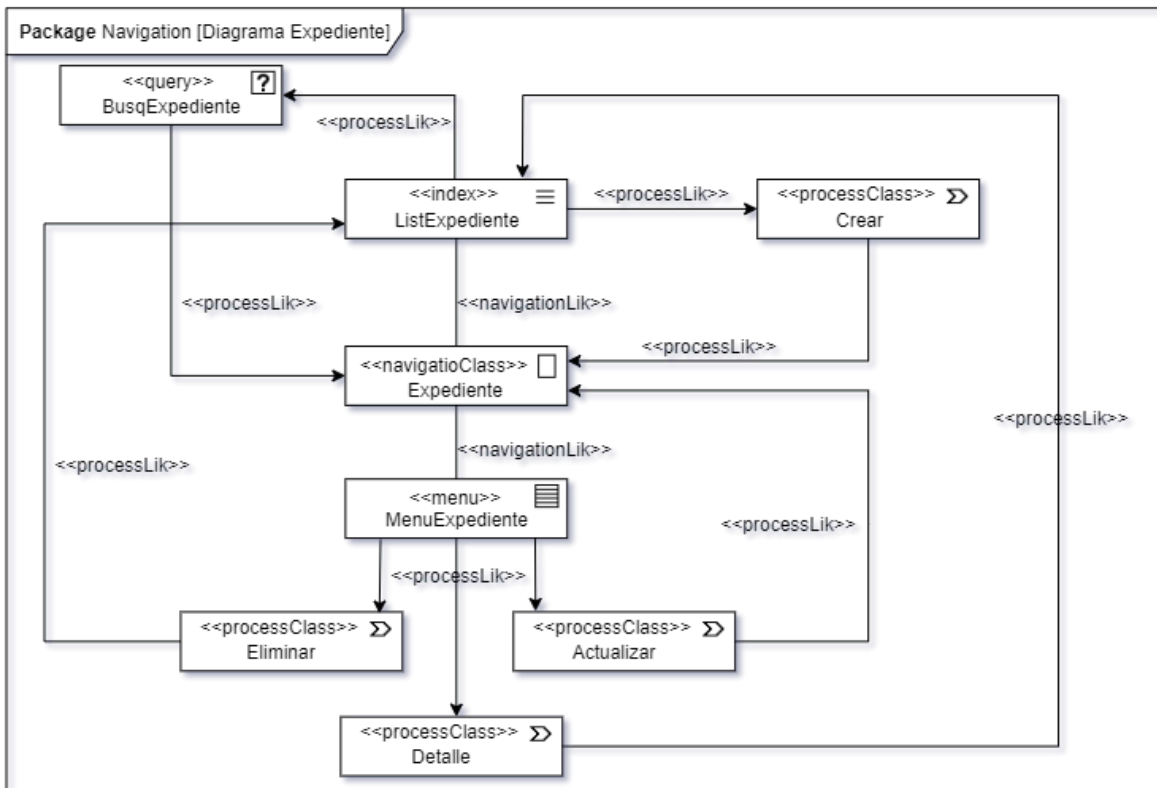 Package Navigation [Diagrama Expediente]
<<query>>
?
BusqExpediente
<<processLik>>
<<index>>
ListExpediente
<<processLik>>
<<processClass>>
Crear
<<processLik>>
<<navigationLik>>
<<processLik>>
<<navigatioClass>>
Expediente
<<processLik>>
<<navigationLik>>
<<processLik>>
<<menu>>
MenuExpediente
<<processLik>>
<<processLik>>
<<processClass>>
Eliminar
<<processClass>>
Actualizar
<<processClass>>
Detalle